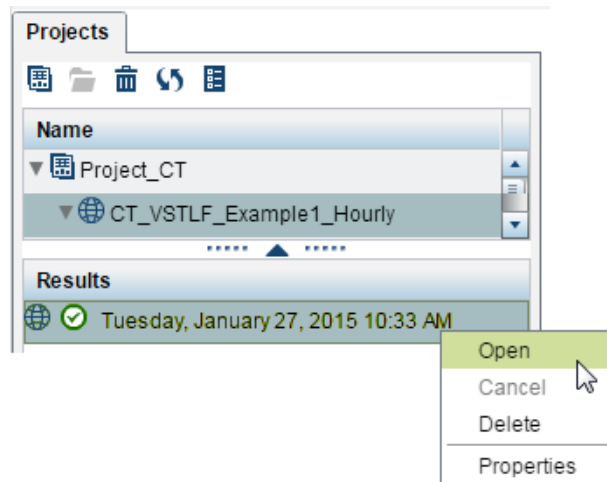 Projects
Name
Project_CT
CT_VSTLF_Example1_Hourly
Results
Tuesday, January 27, 2015 10:33 AM
Open
Cancel
Delete
Properties